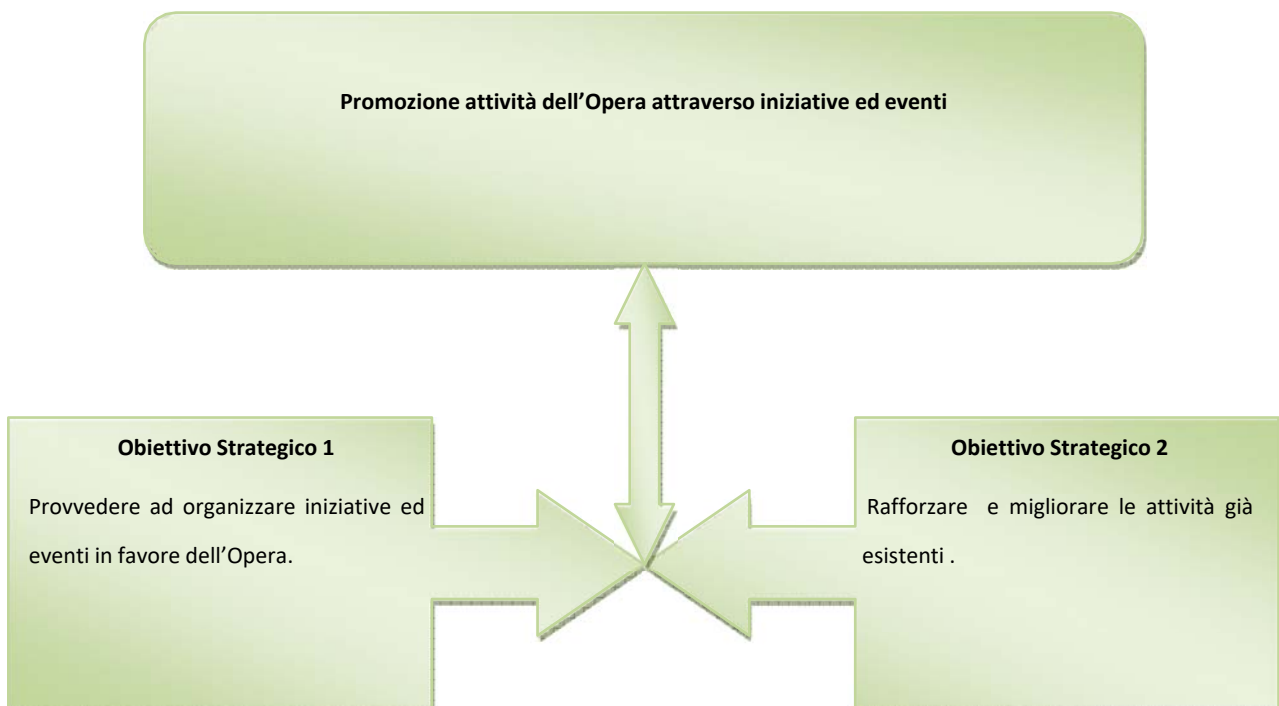 Promozione attività dell’Opera attraverso iniziative ed eventi
Obiettivo Strategico 1
Provvedere ad organizzare iniziative ed
eventi in favore dell’Opera.
Obiettivo Strategico 2
Rafforzare e migliorare le attività già
esistenti .